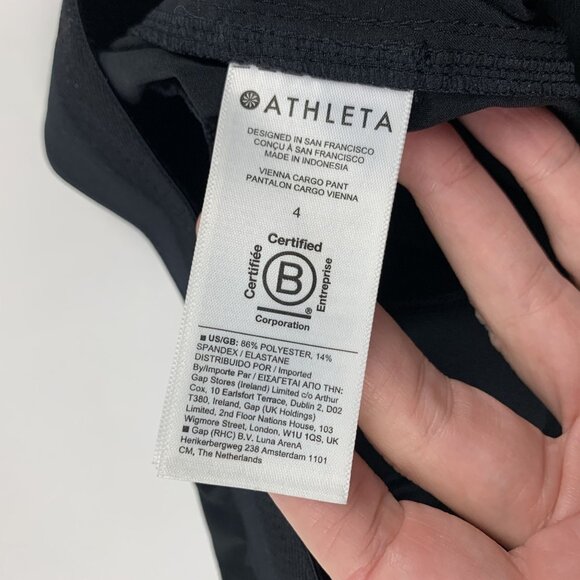 ATHLETA
DESIGNED IN SAN FRANCISCO
CONÇU À SAN FRANCISCO
MADE IN INDONESIA
VIENNA CARGO PANT
PANTALON CARGO VIENNA
4
Certified
Certifiée
B
Entreprise
®
Corporation
■ US/GB: 86% POLYESTER, 14%
SPANDEX / ELASTANE
DISTRIBUIDO POR / Imported
By/Importe Par / ΕΙΣΑΓΕΤΑΙ ΑΠΟ ΤΗΝ:
Gap Stores (Ireland) Limited c/o Arthur
Cox, 10 Earlsfort Terrace, Dublin 2, D02
T380, Ireland, Gap (UK Holdings)
Limited, 2nd Floor Nations House, 103
Wigmore Street, London, W1U 1QS, UK
■ Gap (RHC) B.V. Luna ArenA
Herikerbergweg 238 Amsterdam 1101
CM, The Netherlands